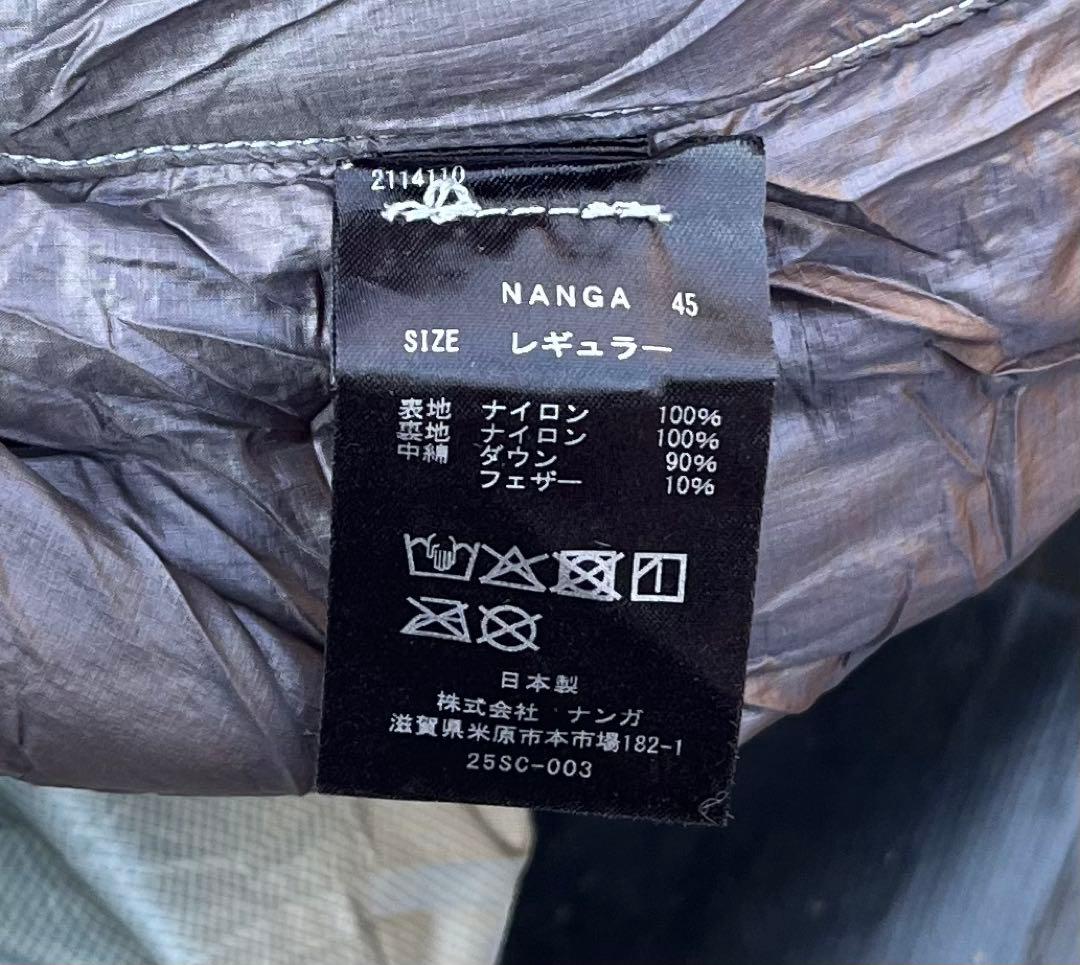 2114110
NANGA 45
SIZE レギュラー
表地 ナイロン 100%
裏地 ナイロン 100%
中綿 ダウン 90%
フェザー 10%
日本製
株式会社 ナンガ
滋賀県米原市本市場182-1
25SC-003